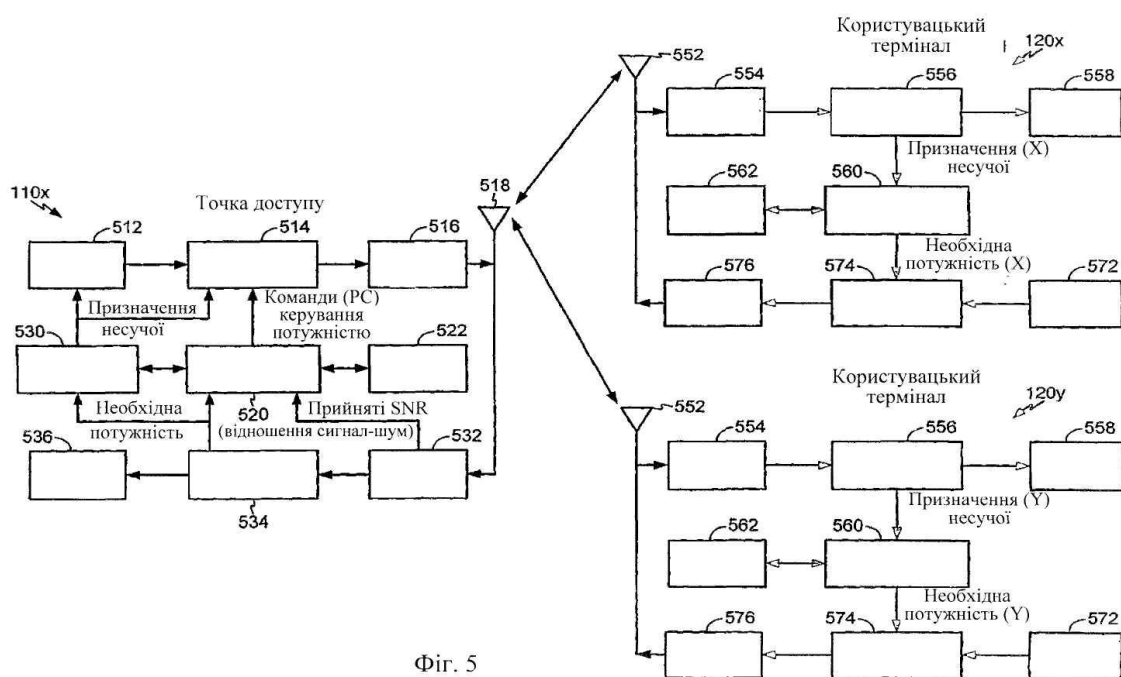 110x
Точка доступу
512
514
516
518
Призначення
несучої
Команди (PC)
керування
потужністю
530
522
Необхідна
потужність
520
(відношення сигнал-шум)
Прийняті SNR
536
532
534
Користувацький
термінал
120x
552
554
556
558
Призначення (X)
несучої
562
560
Необхідна
потужність (X)
576
574
572
Користувацький
термінал
120y
552
554
556
558
Призначення (Y)
несучої
562
560
Необхідна
потужність (Y)
576
574
572
Фіг. 5